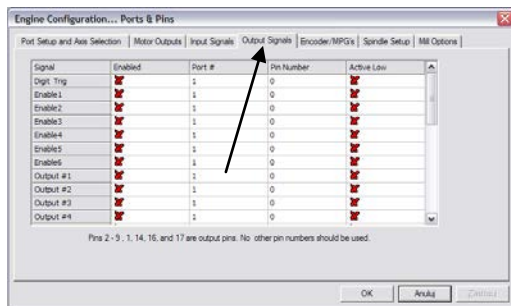 Engine Configuration... Ports & Pins
Port Setup and Axis Selection Motor Outputs Input Signals Output Signals Encoder/MPG's Spindle Setup Mill Options
Signal Enabled Port # Pin Number Active Low
Digit Trig 1 0
Enable1 1 0
Enable2 1 0
Enable3 1 0
Enable4 1 0
Enable5 1 0
Enable6 1 0
Output #1 1 0
Output #2 1 0
Output #3 1 0
Output #4 1 0
Pins 2 - 9 , 1, 14, 16, and 17 are output pins. No other pin numbers should be used.
OK Anuluj Zastosuj